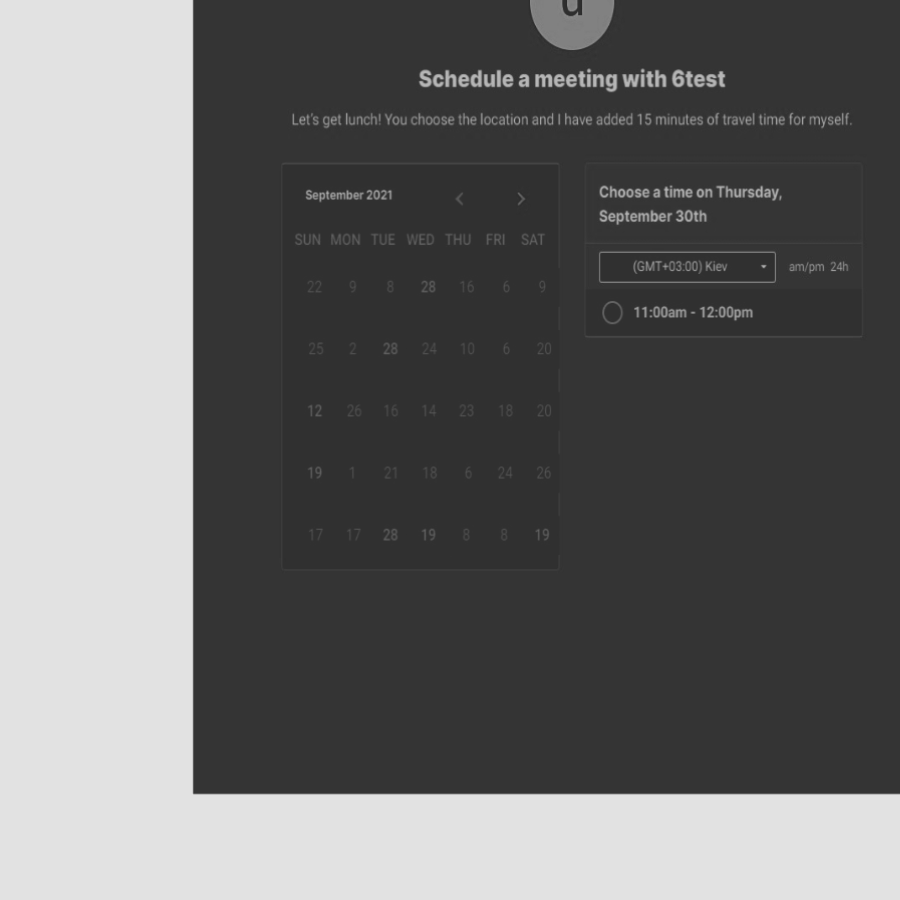 d
Schedule a meeting with 6test
Let's get lunch! You choose the location and I have added 15 minutes of travel time for myself.
September 2021
SUN MON TUE WED THU FRI SAT
22 9 8 28 16 6 9
25 2 28 24 10 6 20
12 26 16 14 23 18 20
19 1 21 18 6 24 26
17 17 28 19 8 8 19
Choose a time on Thursday,
September 30th
(GMT+03:00) Kiev am/pm 24h
11:00am - 12:00pm